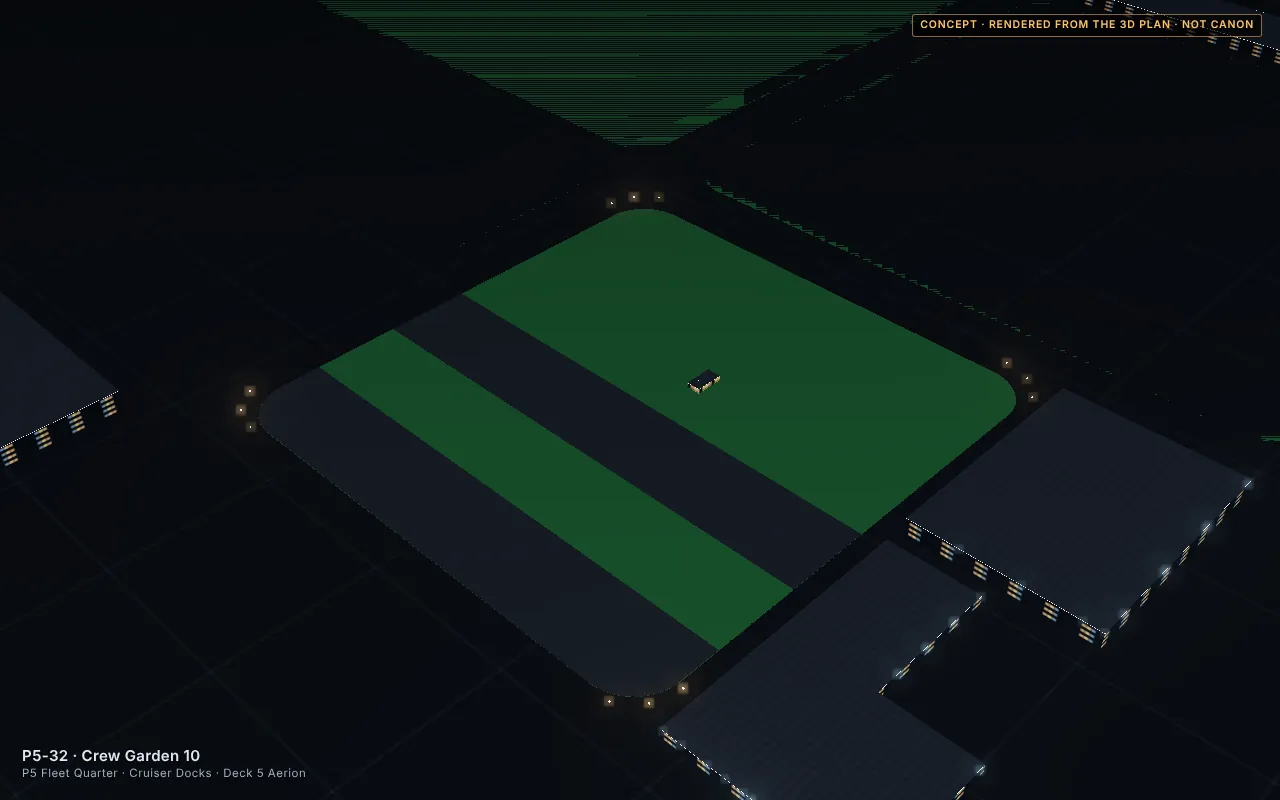 CONCEPT · RENDERED FROM THE 3D PLAN · NOT CANON
P5-32 · Crew Garden 10
P5 Fleet Quarter · Cruiser Docks · Deck 5 Aerion